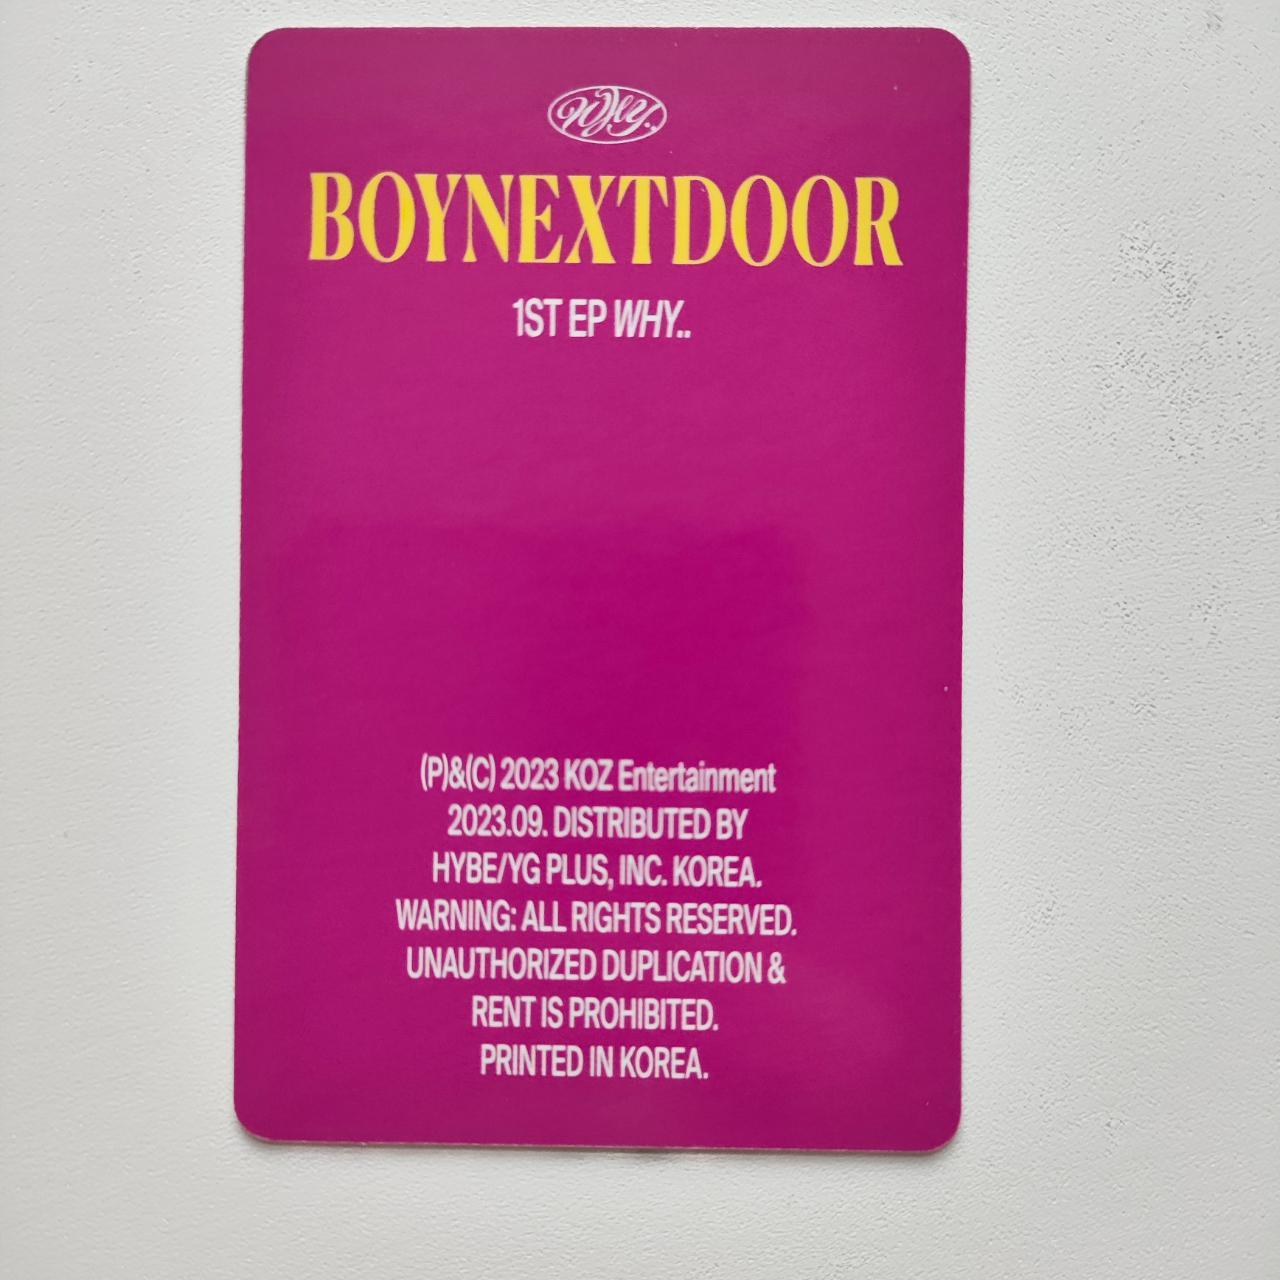 Why..
BOYNEXTDOOR
1ST EP WHY..
(P)&(C) 2023 KOZ Entertainment
2023.09. DISTRIBUTED BY
HYBE/YG PLUS, INC. KOREA.
WARNING: ALL RIGHTS RESERVED.
UNAUTHORIZED DUPLICATION &
RENT IS PROHIBITED.
PRINTED IN KOREA.